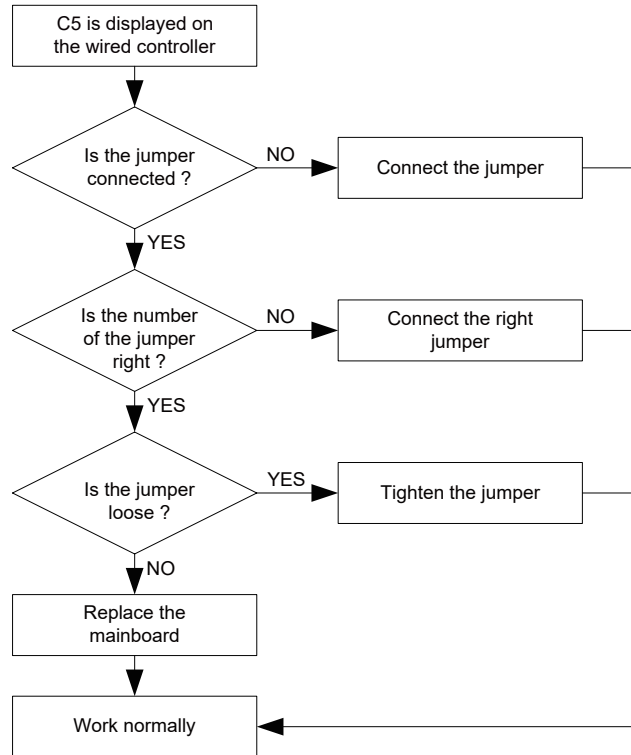 C5 is displayed on
the wired controller
Is the jumper
connected ?
NO
Connect the jumper
YES
Is the number
of the jumper
right ?
NO
Connect the right
jumper
YES
Is the jumper
loose ?
YES
Tighten the jumper
NO
Replace the
mainboard
Work normally